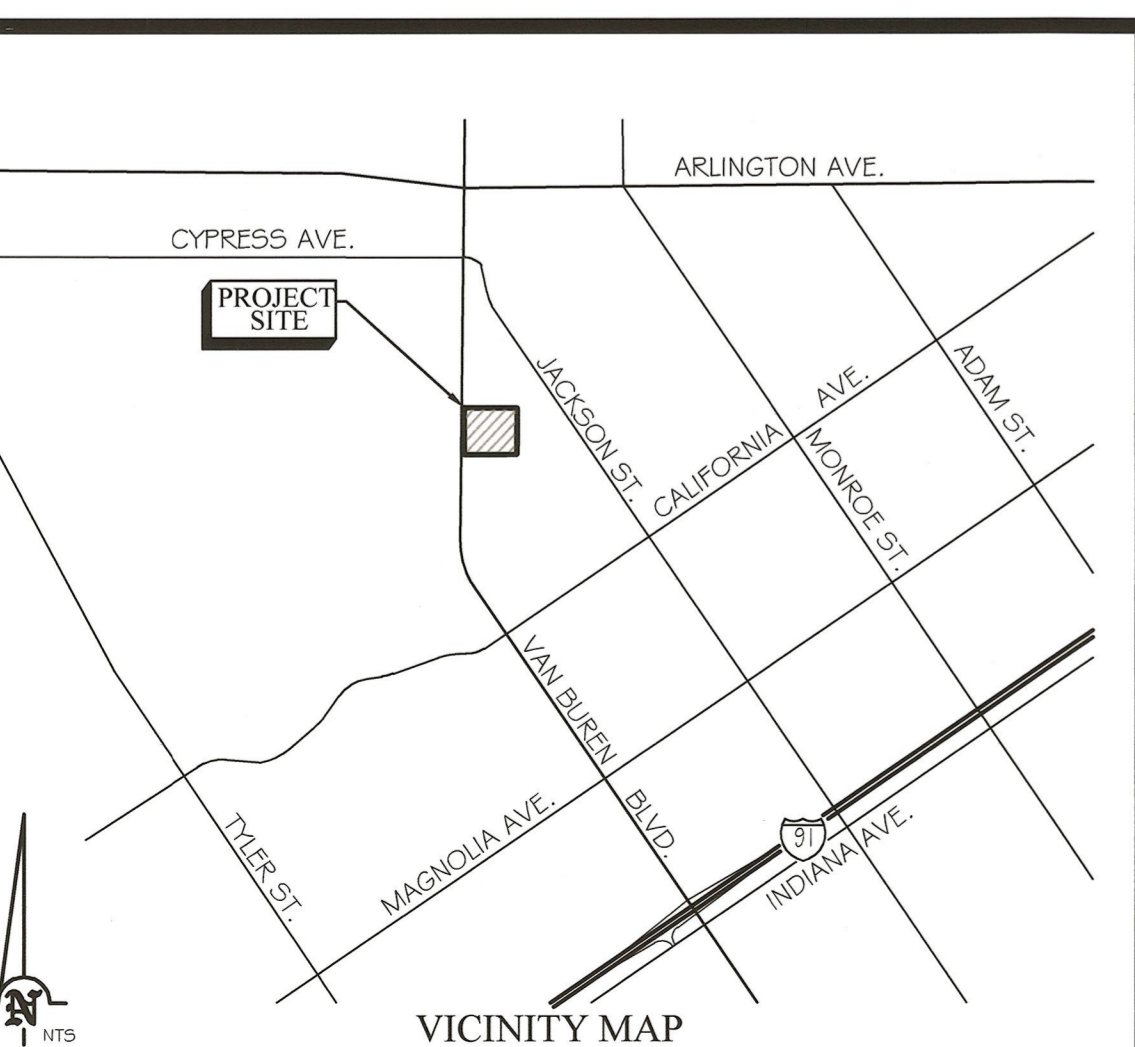 ARLINGTON AVE.
CYPRESS AVE.
PROJECT
SITE
JACKSON ST.
CALIFORNIA AVE.
ADAM ST.
MONROE ST.
VAN BUREN BLVD.
MAGNOLIA AVE.
TYLER ST.
91
INDIANA AVE.
N
NTS
VICINITY MAP